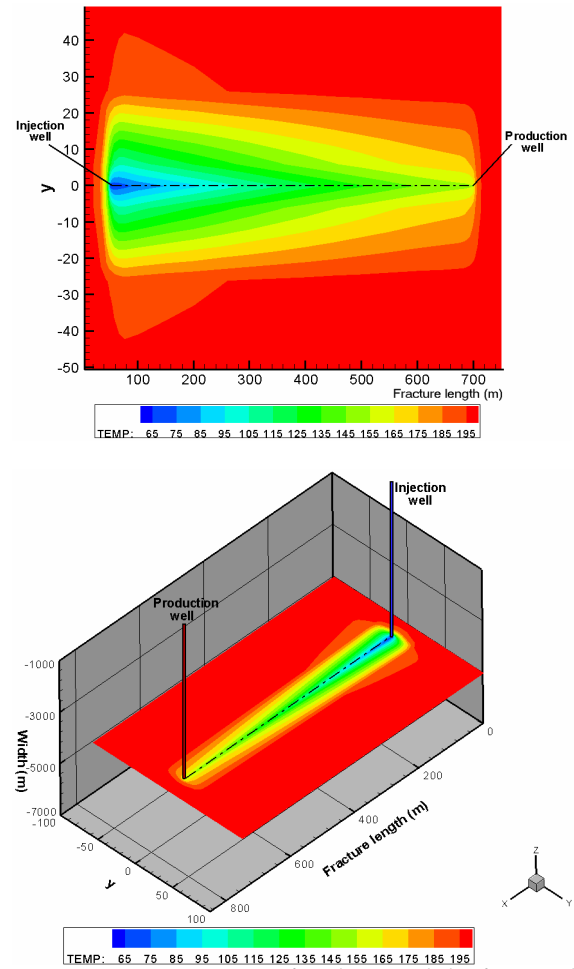 40
30
20
10
0
-10
-20
-30
-40
-50
y
Injection
well
Production
well
100 200 300 400 500 600 700
Fracture length (m)
TEMP: 65 75 85 95 105 115 125 135 145 155 165 175 185 195
Injection
well
Production
well
-1000
-3000
-5000
-7000
Width (m)
-100
-50
0
50
100
y
0
200
400
600
800
Fracture length (m)
Z
X
Y
TEMP: 65 75 85 95 105 115 125 135 145 155 165 175 185 195